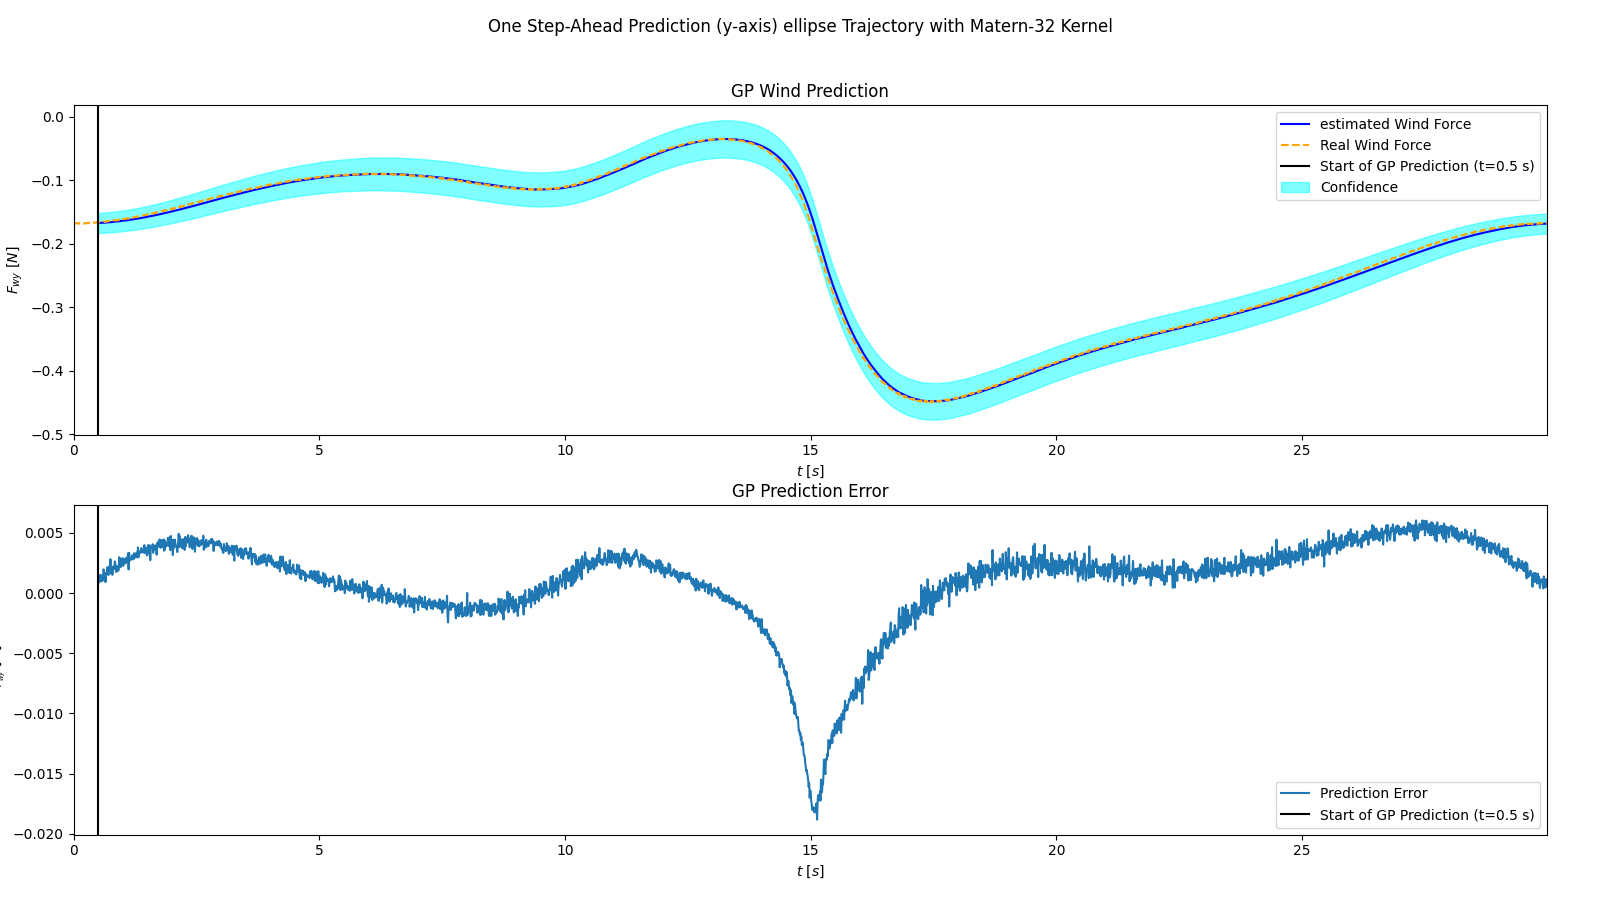 One Step-Ahead Prediction (y-axis) ellipse Trajectory with Matern-32 Kernel
GP Wind Prediction
0.0
−0.1
−0.2
−0.3
−0.4
−0.5
F_wy [N]
estimated Wind Force
Real Wind Force
Start of GP Prediction (t=0.5 s)
Confidence
0 5 10 15 20 25
t [s]
GP Prediction Error
0.005
0.000
−0.005
−0.010
−0.015
−0.020
Prediction Error
Start of GP Prediction (t=0.5 s)
0 5 10 15 20 25
t [s]